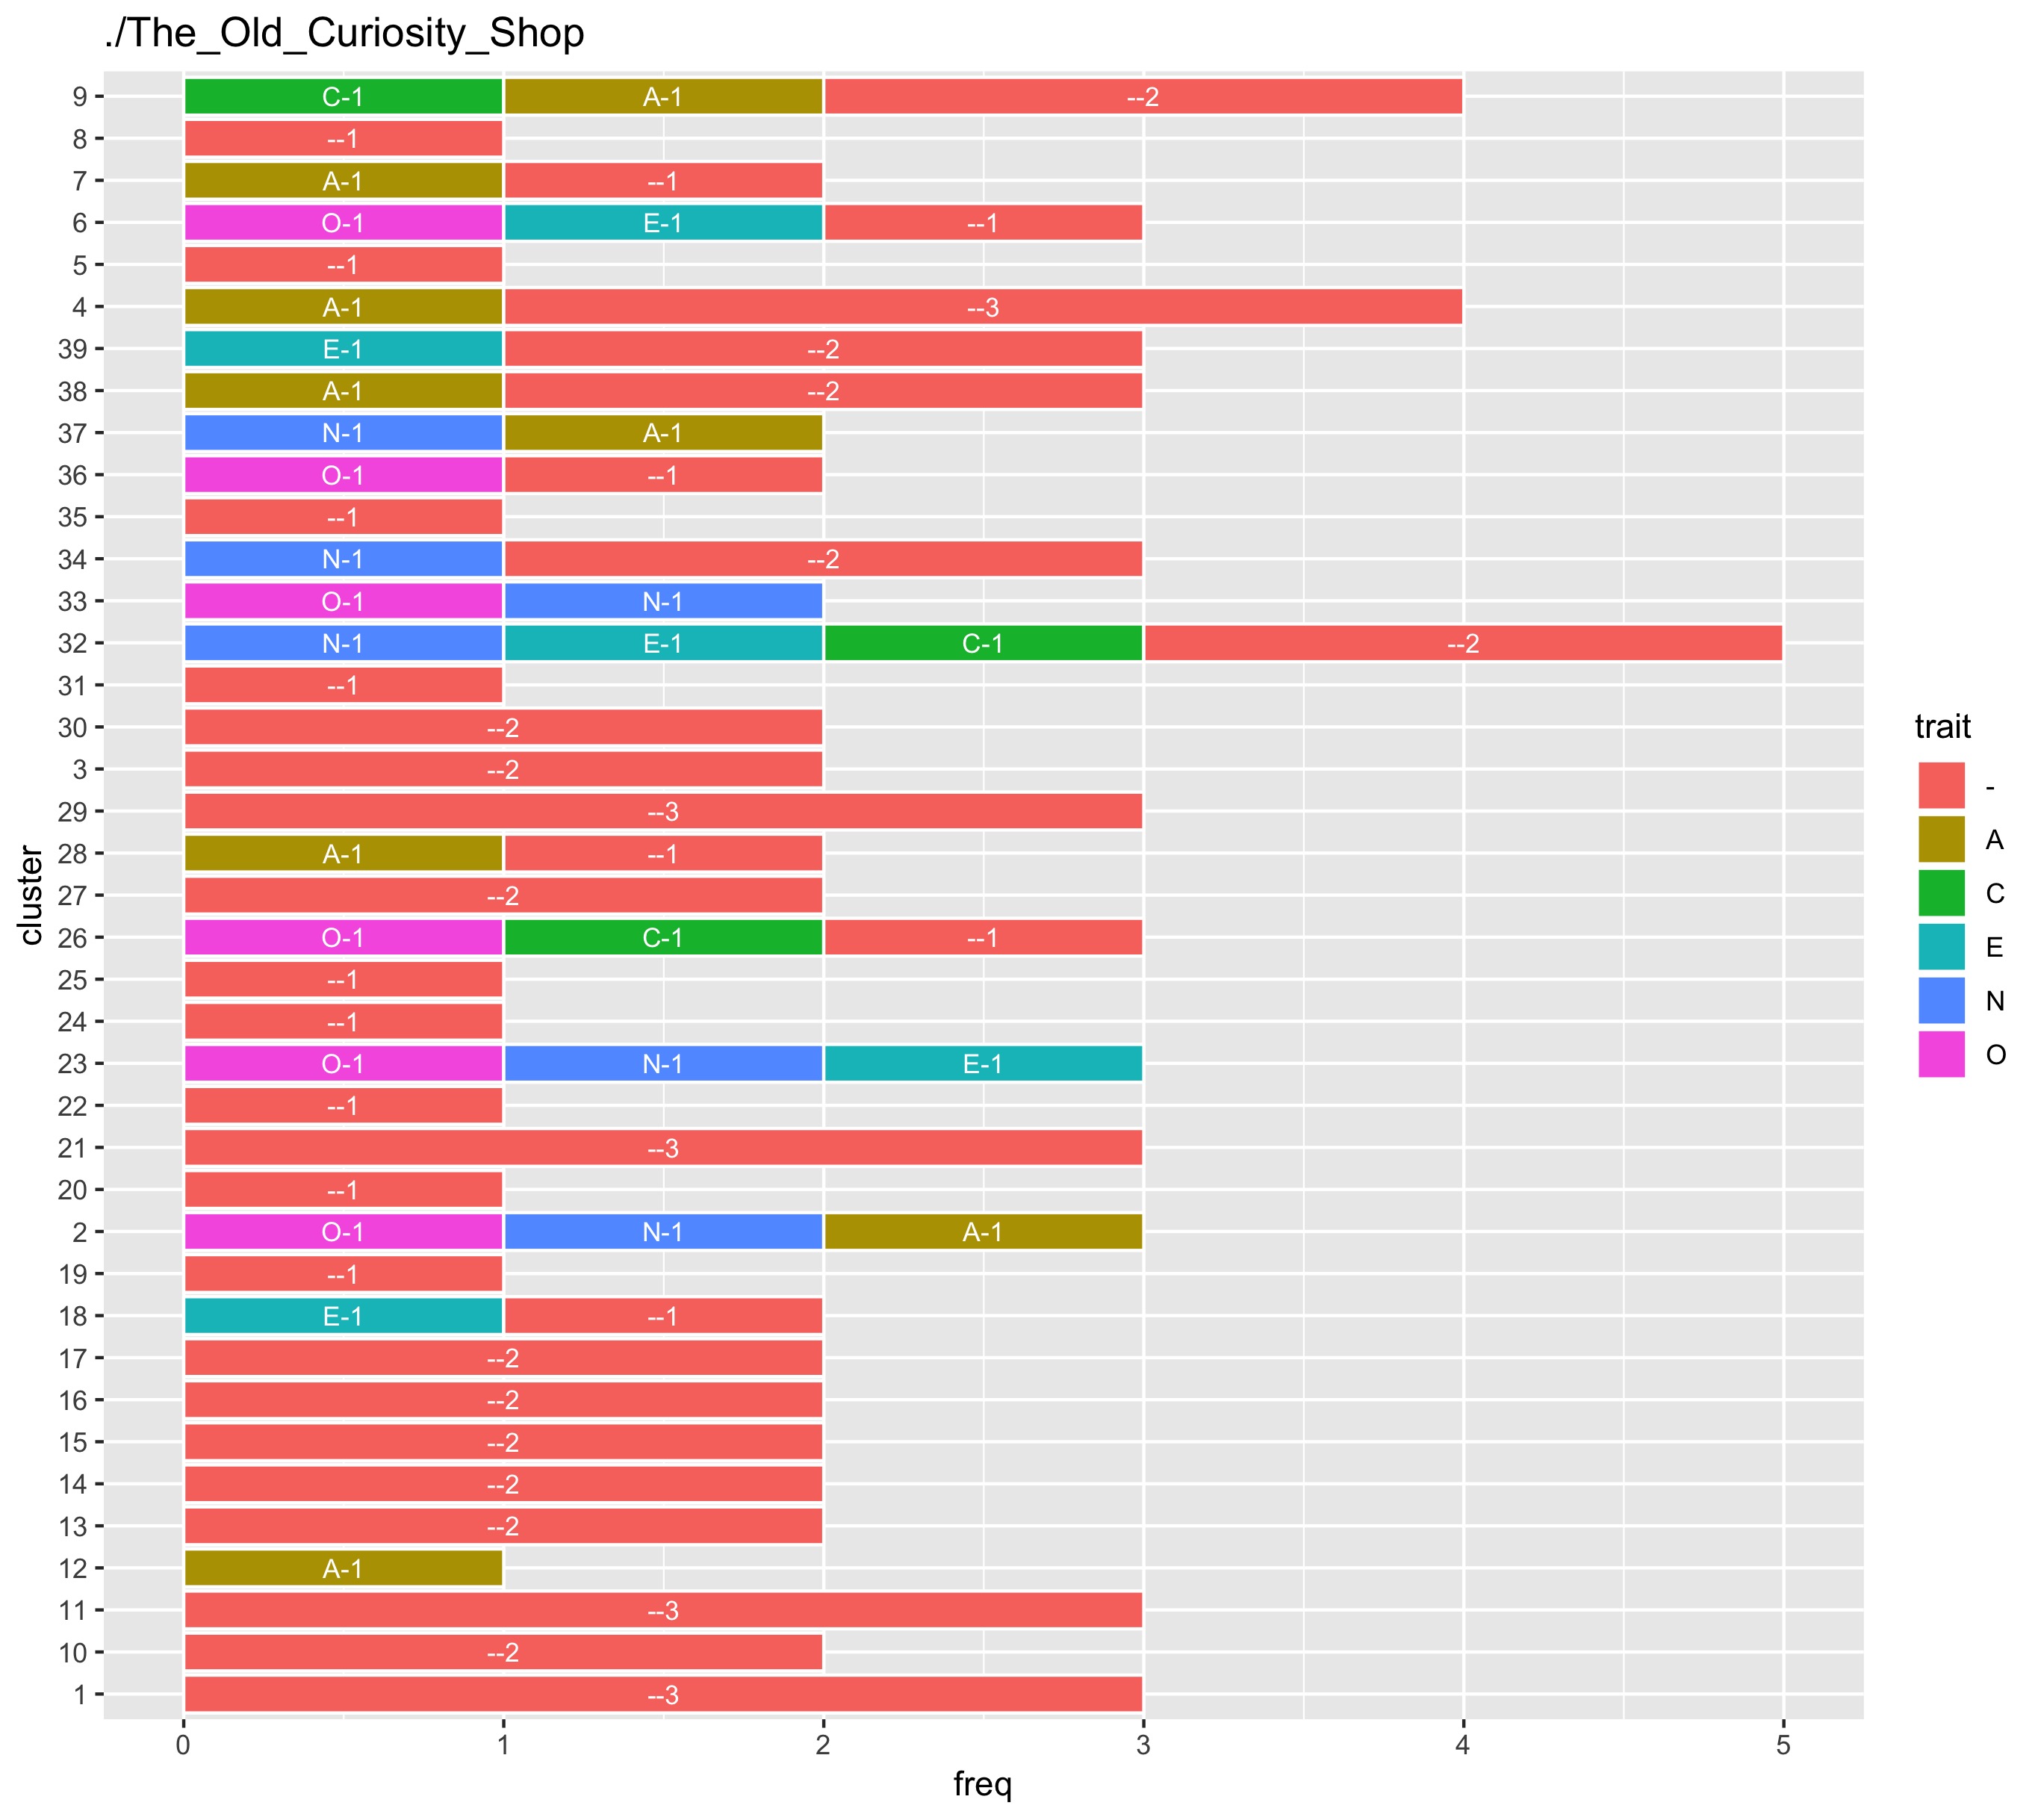 ./The_Old_Curiosity_Shop
9 C-1 A-1 --2
8 --1
7 A-1 --1
6 O-1 E-1 --1
5 --1
4 A-1 --3
39 E-1 --2
38 A-1 --2
37 N-1 A-1
36 O-1 --1
35 --1
34 N-1 --2
33 O-1 N-1
32 N-1 E-1 C-1 --2
31 --1
30 --2
3 --2
29 --3
28 A-1 --1
27 --2
26 O-1 C-1 --1
25 --1
24 --1
23 O-1 N-1 E-1
22 --1
21 --3
20 --1
2 O-1 N-1 A-1
19 --1
18 E-1 --1
17 --2
16 --2
15 --2
14 --2
13 --2
12 A-1
11 --3
10 --2
1 --3
0 1 2 3 4 5
freq
cluster
trait
-
A
C
E
N
O